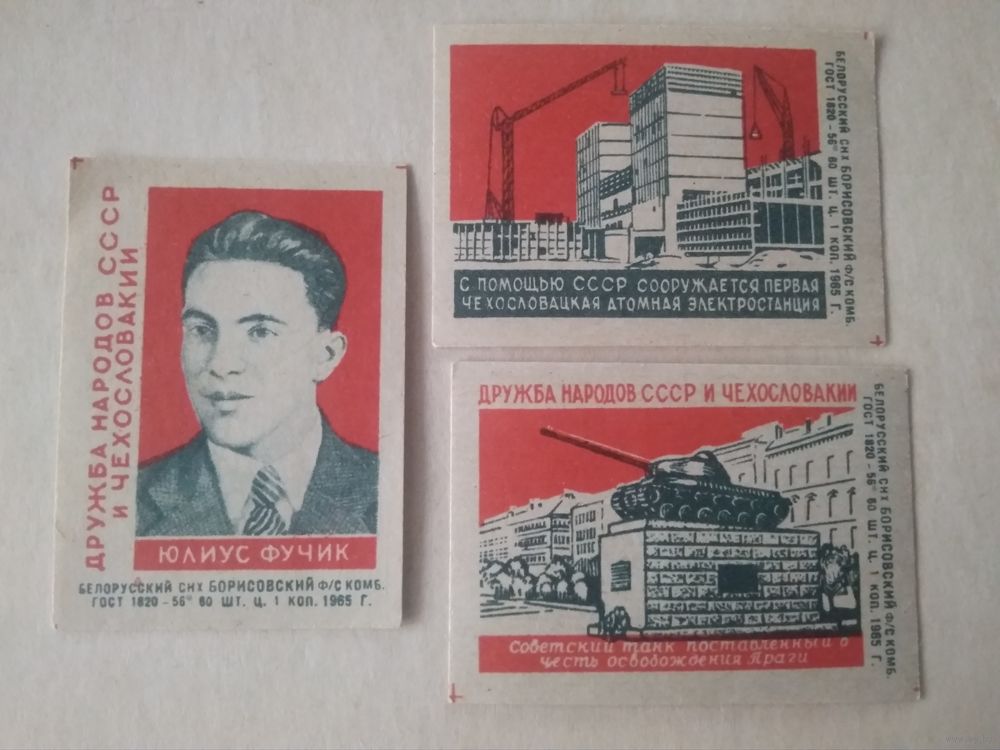 ДРУЖБА НАРОДОВ СССР
И ЧЕХОСЛОВАКИИ
ЮЛИУС ФУЧИК
БЕЛОРУССКИЙ СНХ БОРИСОВСКИЙ Ф/С КОМБ.
ГОСТ 1820-56" 60 ШТ. Ц. 1 КОП. 1965 Г.
С ПОМОЩЬЮ СССР СООРУЖАЕТСЯ ПЕРВАЯ
ЧЕХОСЛОВАЦКАЯ АТОМНАЯ ЭЛЕКТРОСТАНЦИЯ
БЕЛОРУССКИЙ СНХ БОРИСОВСКИЙ Ф/С КОМБ.
ГОСТ 1820-56" 60 ШТ. Ц. 1 КОП. 1965 Г.
ДРУЖБА НАРОДОВ СССР И ЧЕХОСЛОВАКИИ
Советский танк поставленный в
честь освобождения Праги
БЕЛОРУССКИЙ СНХ БОРИСОВСКИЙ Ф/С КОМБ.
ГОСТ 1820-56" 60 ШТ. Ц. 1 КОП. 1965 Г.